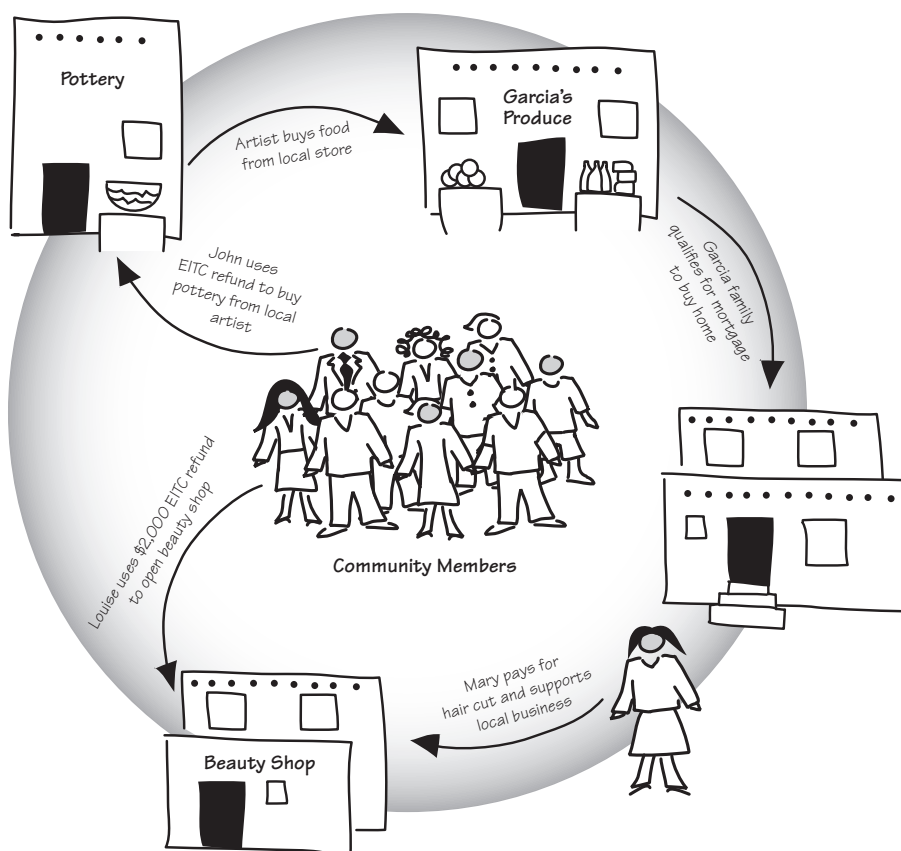 Pottery
Artist buys food
from local store
Garcia's
Produce
John uses
EITC refund to buy
pottery from local
artist
Garcia family
qualifies for mortgage
to buy home
Louise uses $2,000 EITC refund
to open beauty shop
Community Members
Mary pays for
hair cut and supports
local business
Beauty Shop